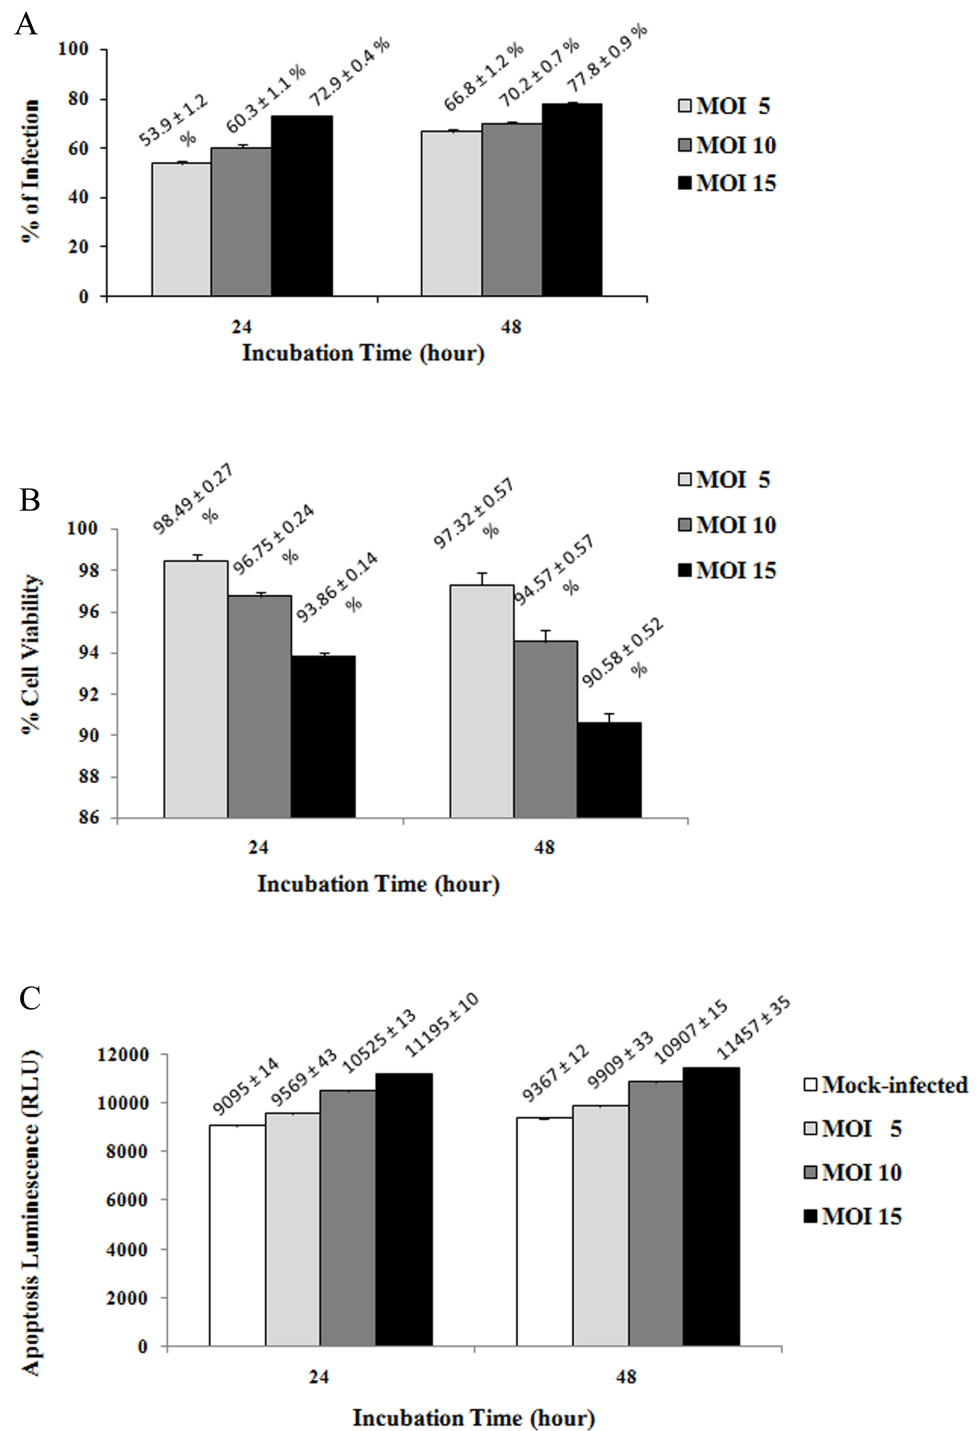 A
100
80
60
40
20
0
% of Infection
53.9 ± 1.2
%
60.3 ± 1.1 %
72.9 ± 0.4 %
66.8 ± 1.2 %
70.2 ± 0.7 %
77.8 ± 0.9 %
24
48
Incubation Time (hour)
MOI 5
MOI 10
MOI 15
B
100
98
96
94
92
90
88
86
% Cell Viability
98.49 ± 0.27
%
96.75 ± 0.24
%
93.86 ± 0.14
%
97.32 ± 0.57
%
94.57 ± 0.57
%
90.58 ± 0.52
%
24
48
Incubation Time (hour)
MOI 5
MOI 10
MOI 15
C
12000
10000
8000
6000
4000
2000
0
Apoptosis Luminescence (RLU)
9095 ± 14
9569 ± 43
10525 ± 13
11195 ± 10
9367 ± 12
9909 ± 33
10907 ± 15
11457 ± 35
24
48
Incubation Time (hour)
Mock-infected
MOI 5
MOI 10
MOI 15